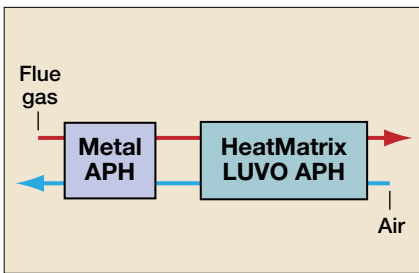 Flue
gas
Metal
APH
HeatMatrix
LUVO APH
Air